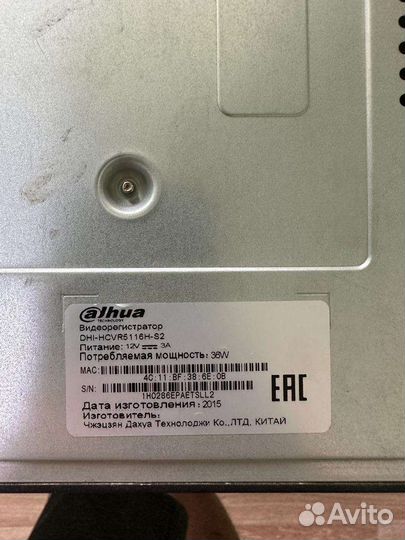 alhua
TECHNOLOGY
Видеорегистратор
DHI-HCVR5116H-S2
Питание: 12V 3A
Потребляемая мощность: 36W
MAC:
4C:11:BF:38:6E:0B
S/N:
1H0286EPAETSLL2
Дата изготовления: 2015
Изготовитель:
Чжэцзян Дахуа Технолоджи Ко.,ЛТД, КИТАЙ
EAC
Avito